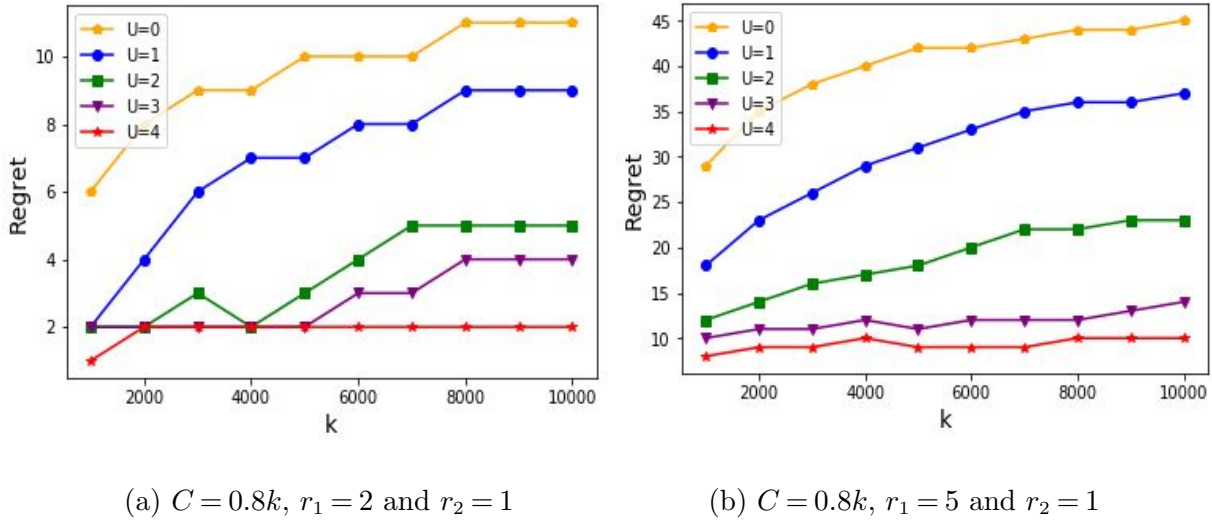 U=0
U=1
U=2
U=3
U=4
10
8
6
4
2
Regret
2000 4000 6000 8000 10000
k
(a) C = 0.8k, r₁ = 2 and r₂ = 1
U=0
U=1
U=2
U=3
U=4
45
40
35
30
25
20
15
10
Regret
2000 4000 6000 8000 10000
k
(b) C = 0.8k, r₁ = 5 and r₂ = 1